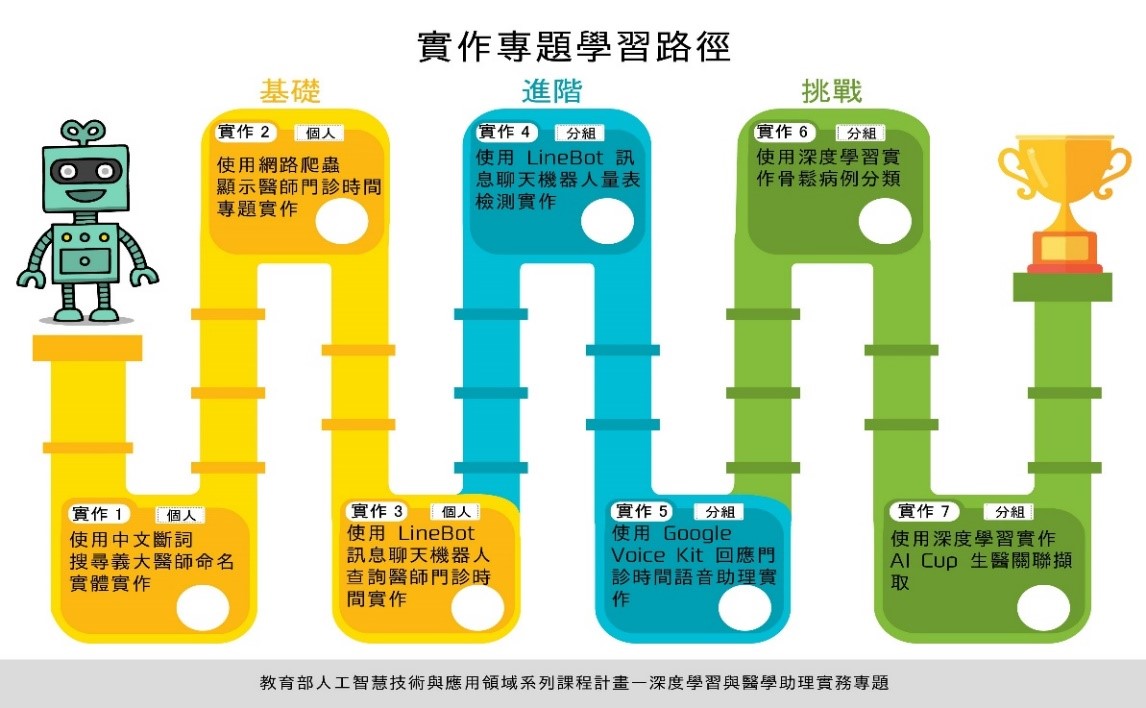 實作專題學習路徑
基礎
進階
挑戰
實作 1
個人
使用中文斷詞
搜尋義大醫師命名
實體實作
實作 2
個人
使用網路爬蟲
顯示醫師門診時間
專題實作
實作 3
個人
使用 LineBot
訊息聊天機器人
查詢醫師門診時
間實作
實作 4
分組
使用 LineBot 訊
息聊天機器人量表
檢測實作
實作 5
分組
使用 Google
Voice Kit 回應門
診時間語音助理實
作
實作 6
分組
使用深度學習實
作骨鬆病例分類
實作 7
分組
使用深度學習實作
AI Cup 生醫關聯擷
取
教育部人工智慧技術與應用領域系列課程計畫—深度學習與醫學助理實務專題